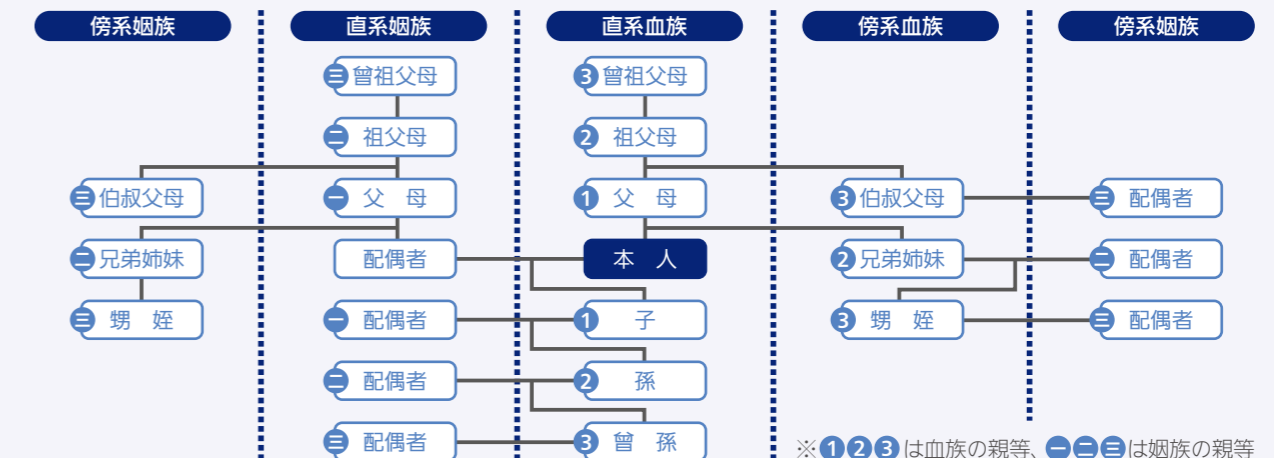 傍系姻族 直系姻族 直系血族 傍系血族 傍系姻族
三 曾祖父母 3 曾祖父母
二 祖父母 2 祖父母
三 伯叔父母 一 父 母 1 父 母 3 伯叔父母 三 配偶者
二 兄弟姉妹 配偶者 本 人 2 兄弟姉妹 二 配偶者
三 甥 姪 一 配偶者 1 子 3 甥 姪 三 配偶者
二 配偶者 2 孫
三 配偶者 3 曾 孫
※123は血族の親等、一二三は姻族の親等